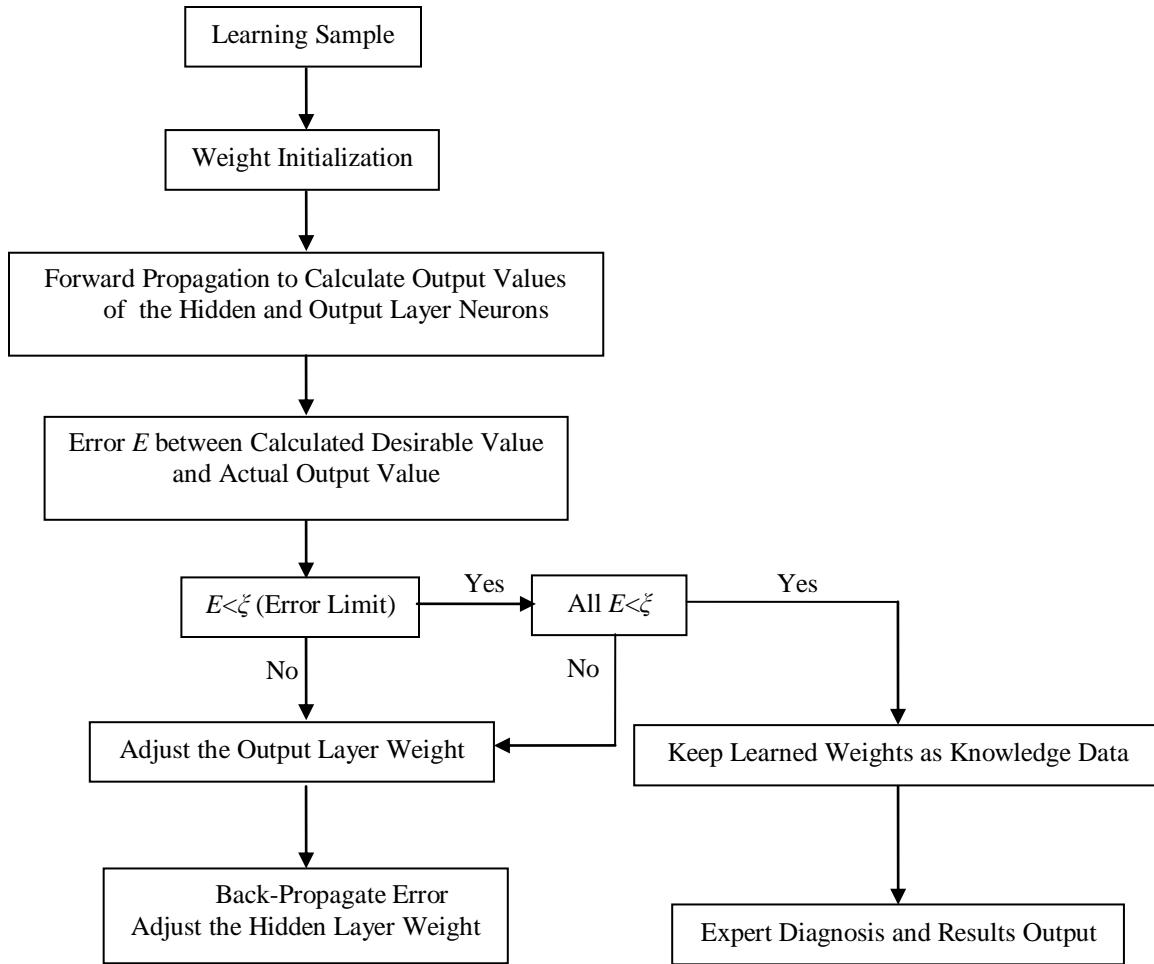 Learning Sample
Weight Initialization
Forward Propagation to Calculate Output Values
of the Hidden and Output Layer Neurons
Error E between Calculated Desirable Value
and Actual Output Value
E<ξ (Error Limit)
Yes
All E<ξ
Yes
No
No
Adjust the Output Layer Weight
Keep Learned Weights as Knowledge Data
Back-Propagate Error
Adjust the Hidden Layer Weight
Expert Diagnosis and Results Output